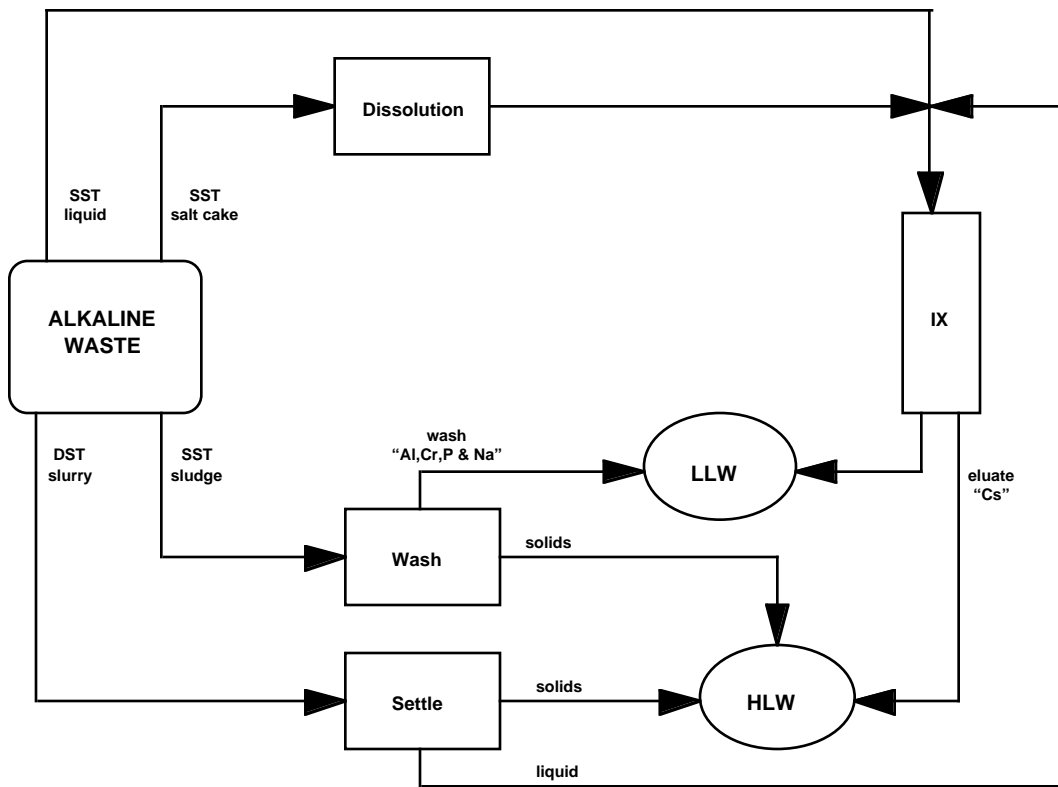 Dissolution
SST
liquid
SST
salt cake
ALKALINE
WASTE
IX
DST
slurry
SST
sludge
wash
“Al,Cr,P & Na”
LLW
eluate
“Cs”
Wash
solids
Settle
solids
HLW
liquid